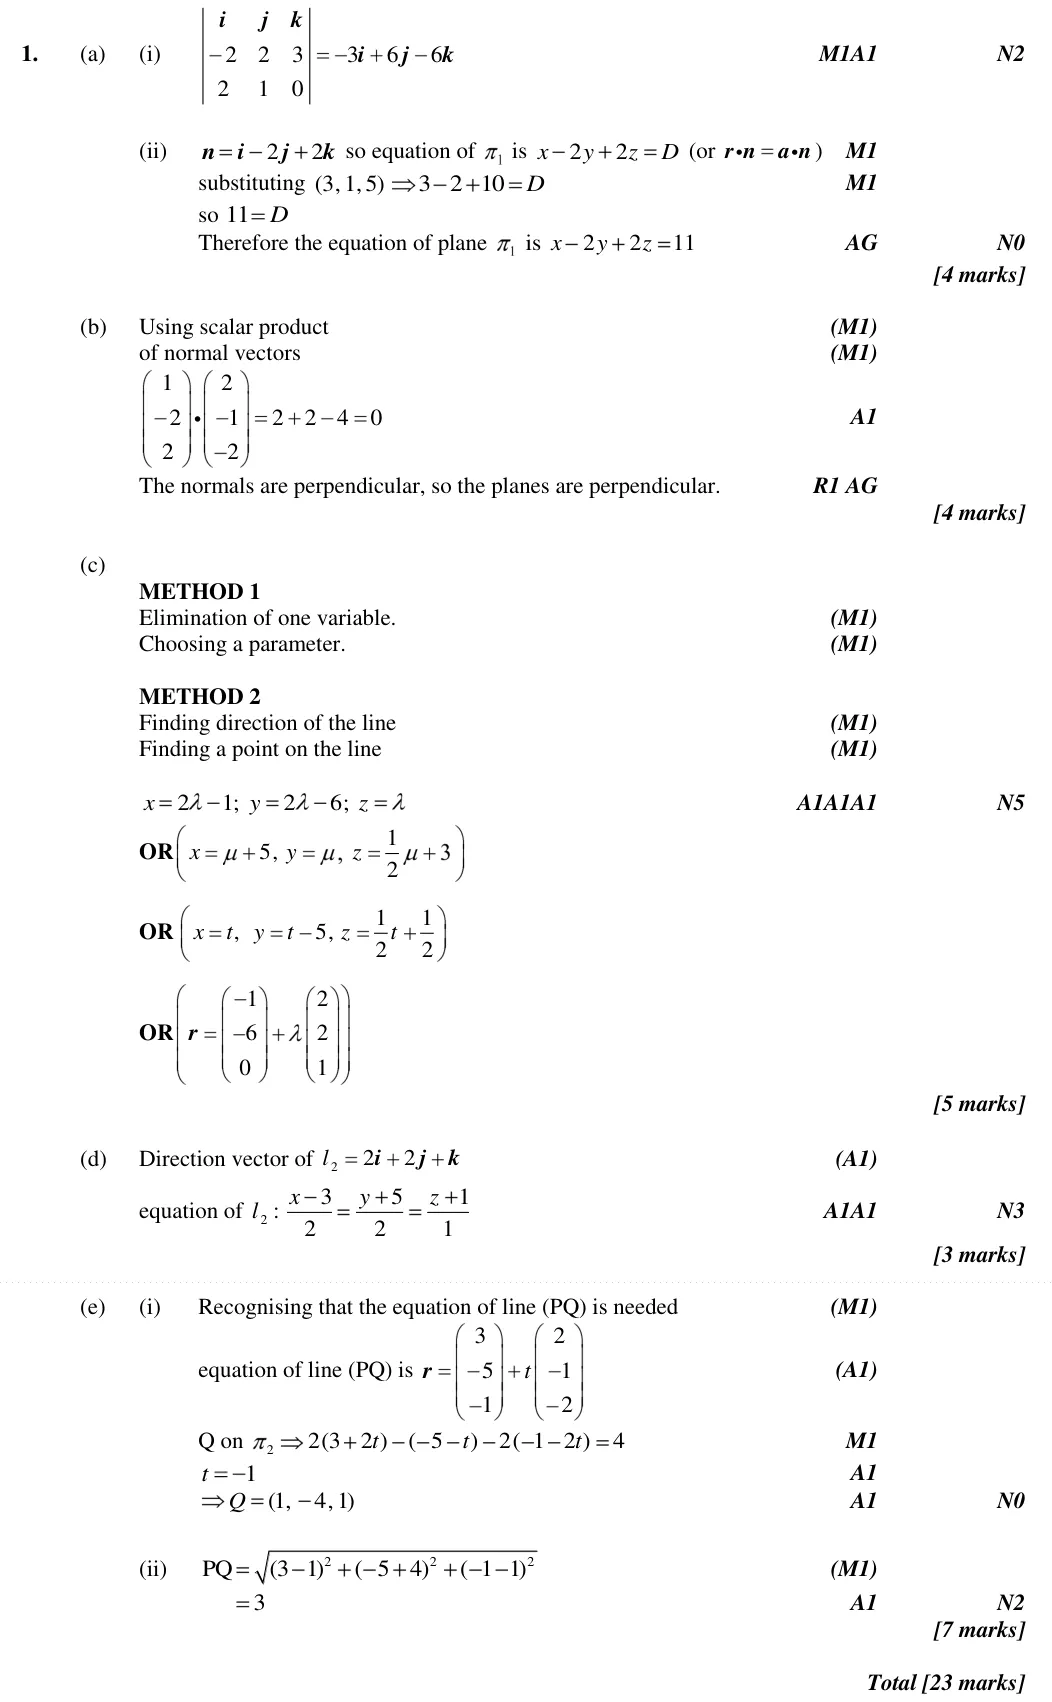 1. (a) (i) | i j k ; −2 2 3 ; 2 1 0 | = −3i + 6j − 6k M1A1 N2
(ii) n = i − 2j + 2k so equation of π₁ is x − 2y + 2z = D (or r•n = a•n) M1
substituting (3, 1, 5) ⇒ 3 − 2 + 10 = D M1
so 11 = D
Therefore the equation of plane π₁ is x − 2y + 2z = 11 AG N0
[4 marks]
(b) Using scalar product (M1)
of normal vectors (M1)
(1 ; −2 ; 2) • (2 ; −1 ; −2) = 2 + 2 − 4 = 0 A1
The normals are perpendicular, so the planes are perpendicular. R1 AG
[4 marks]
(c)
METHOD 1
Elimination of one variable. (M1)
Choosing a parameter. (M1)
METHOD 2
Finding direction of the line (M1)
Finding a point on the line (M1)
x = 2λ − 1; y = 2λ − 6; z = λ A1A1A1 N5
OR (x = μ + 5, y = μ, z = 1/2 μ + 3)
OR (x = t, y = t − 5, z = 1/2 t + 1/2)
OR (r = (−1 ; −6 ; 0) + λ (2 ; 2 ; 1))
[5 marks]
(d) Direction vector of l₂ = 2i + 2j + k (A1)
equation of l₂ : (x − 3)/2 = (y + 5)/2 = (z + 1)/1 A1A1 N3
[3 marks]
(e) (i) Recognising that the equation of line (PQ) is needed (M1)
equation of line (PQ) is r = (3 ; −5 ; −1) + t (2 ; −1 ; −2) (A1)
Q on π₂ ⇒ 2(3 + 2t) − (−5 − t) − 2(−1 − 2t) = 4 M1
t = −1 A1
⇒ Q = (1, −4, 1) A1 N0
(ii) PQ = √((3 − 1)² + (−5 + 4)² + (−1 − 1)²) (M1)
= 3 A1 N2
[7 marks]
Total [23 marks]